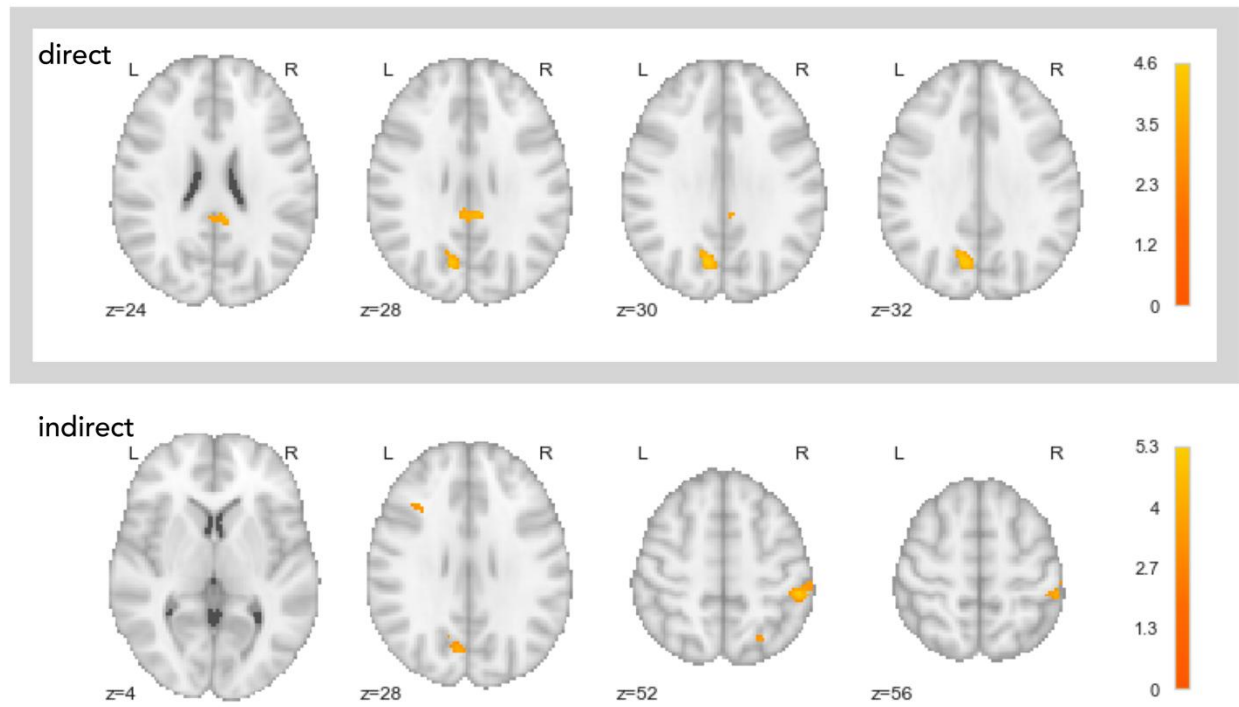 direct
L R L R L R L R
4.6
3.5
2.3
1.2
0
z=24 z=28 z=30 z=32
indirect
L R L R L R L R
5.3
4
2.7
1.3
0
z=4 z=28 z=52 z=56